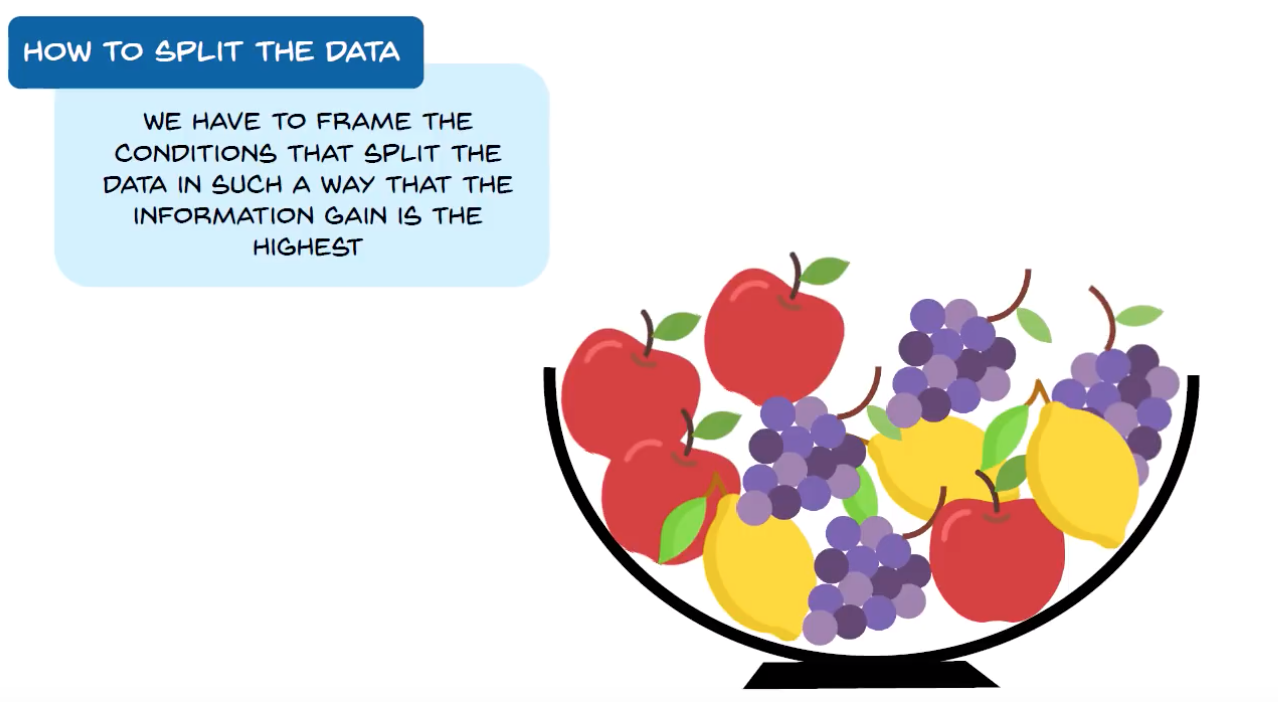 HOW TO SPLIT THE DATA
WE HAVE TO FRAME THE
CONDITIONS THAT SPLIT THE
DATA IN SUCH A WAY THAT THE
INFORMATION GAIN IS THE
HIGHEST